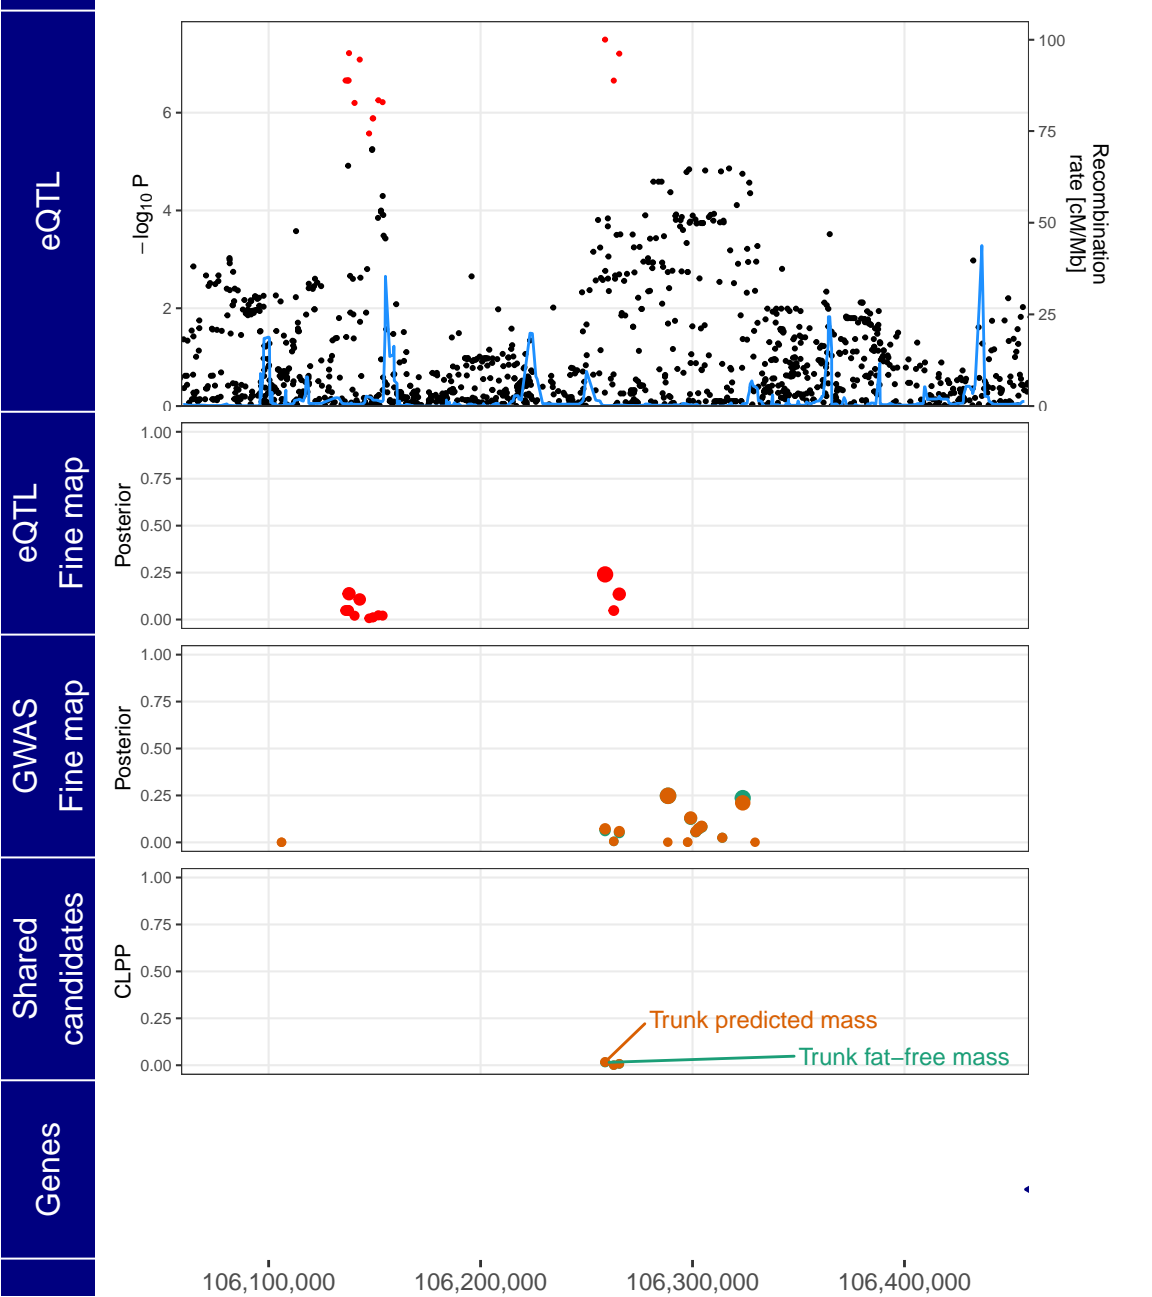 eQTL
−log10 P
6
4
2
0
100
75
50
25
0
Recombination
rate [cM/Mb]
eQTL
Fine map
Posterior
1.00
0.75
0.50
0.25
0.00
GWAS
Fine map
Posterior
1.00
0.75
0.50
0.25
0.00
Shared
candidates
CLPP
1.00
0.75
0.50
0.25
0.00
Trunk predicted mass
Trunk fat−free mass
Genes
106,100,000
106,200,000
106,300,000
106,400,000